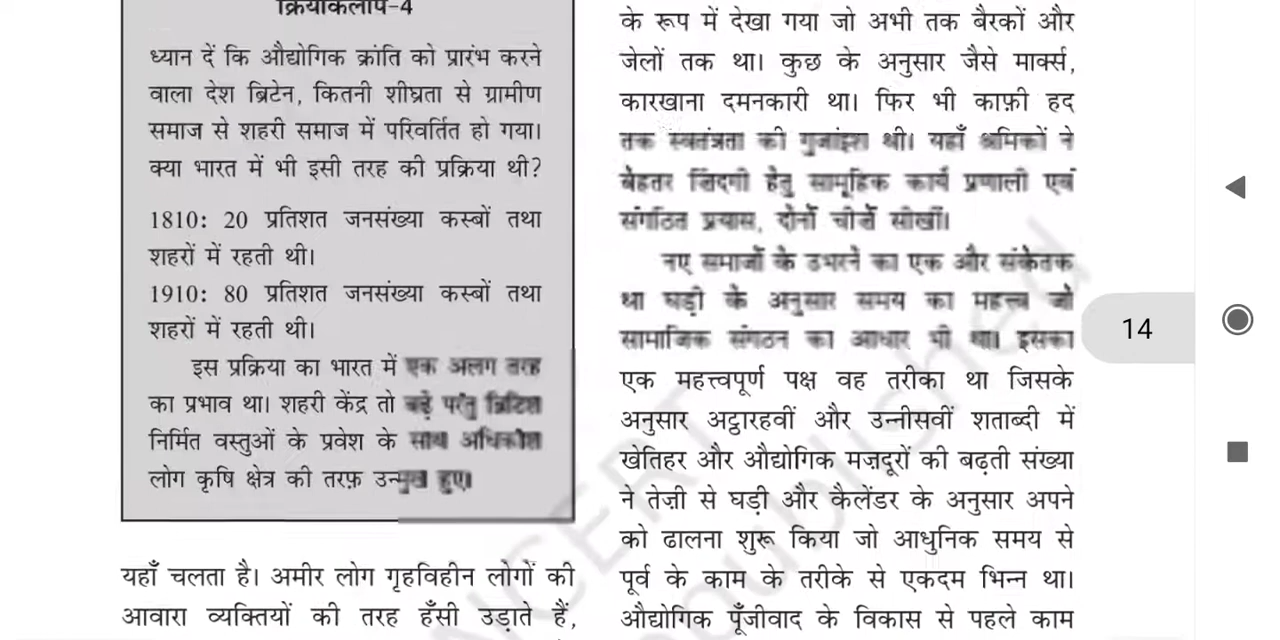 क्रियाकलाप-4
ध्यान दें कि औद्योगिक क्रांति को प्रारंभ करने
वाला देश ब्रिटेन, कितनी शीघ्रता से ग्रामीण
समाज से शहरी समाज में परिवर्तित हो गया।
क्या भारत में भी इसी तरह की प्रक्रिया थी?
1810: 20 प्रतिशत जनसंख्या कस्बों तथा
शहरों में रहती थी।
1910: 80 प्रतिशत जनसंख्या कस्बों तथा
शहरों में रहती थी।
इस प्रक्रिया का भारत में एक अलग तरह
का प्रभाव था। शहरी केंद्र तो बढ़े परंतु ब्रिटिश
निर्मित वस्तुओं के प्रवेश के साथ अधिकांश
लोग कृषि क्षेत्र की तरफ़ उन्मुख हुए।
यहाँ चलता है। अमीर लोग गृहविहीन लोगों की
आवारा व्यक्तियों की तरह हँसी उड़ाते हैं,
के रूप में देखा गया जो अभी तक बैरकों और
जेलों तक था। कुछ के अनुसार जैसे मार्क्स,
कारखाना दमनकारी था। फिर भी काफ़ी हद
तक स्वतंत्रता की गुजांइश थी। यहाँ श्रमिकों ने
बेहतर ज़िंदगी हेतु सामूहिक कार्य प्रणाली एवं
संगठित प्रयास, दोनों चीजें सीखीं।
नए समाजों के उभरने का एक और संकेतक
था घड़ी के अनुसार समय का महत्त्व जो
सामाजिक संगठन का आधार भी था। इसका
एक महत्त्वपूर्ण पक्ष वह तरीका था जिसके
अनुसार अट्ठारहवीं और उन्नीसवीं शताब्दी में
खेतिहर और औद्योगिक मज़दूरों की बढ़ती संख्या
ने तेज़ी से घड़ी और कैलेंडर के अनुसार अपने
को ढालना शुरू किया जो आधुनिक समय से
पूर्व के काम के तरीके से एकदम भिन्न था।
औद्योगिक पूँजीवाद के विकास से पहले काम
14